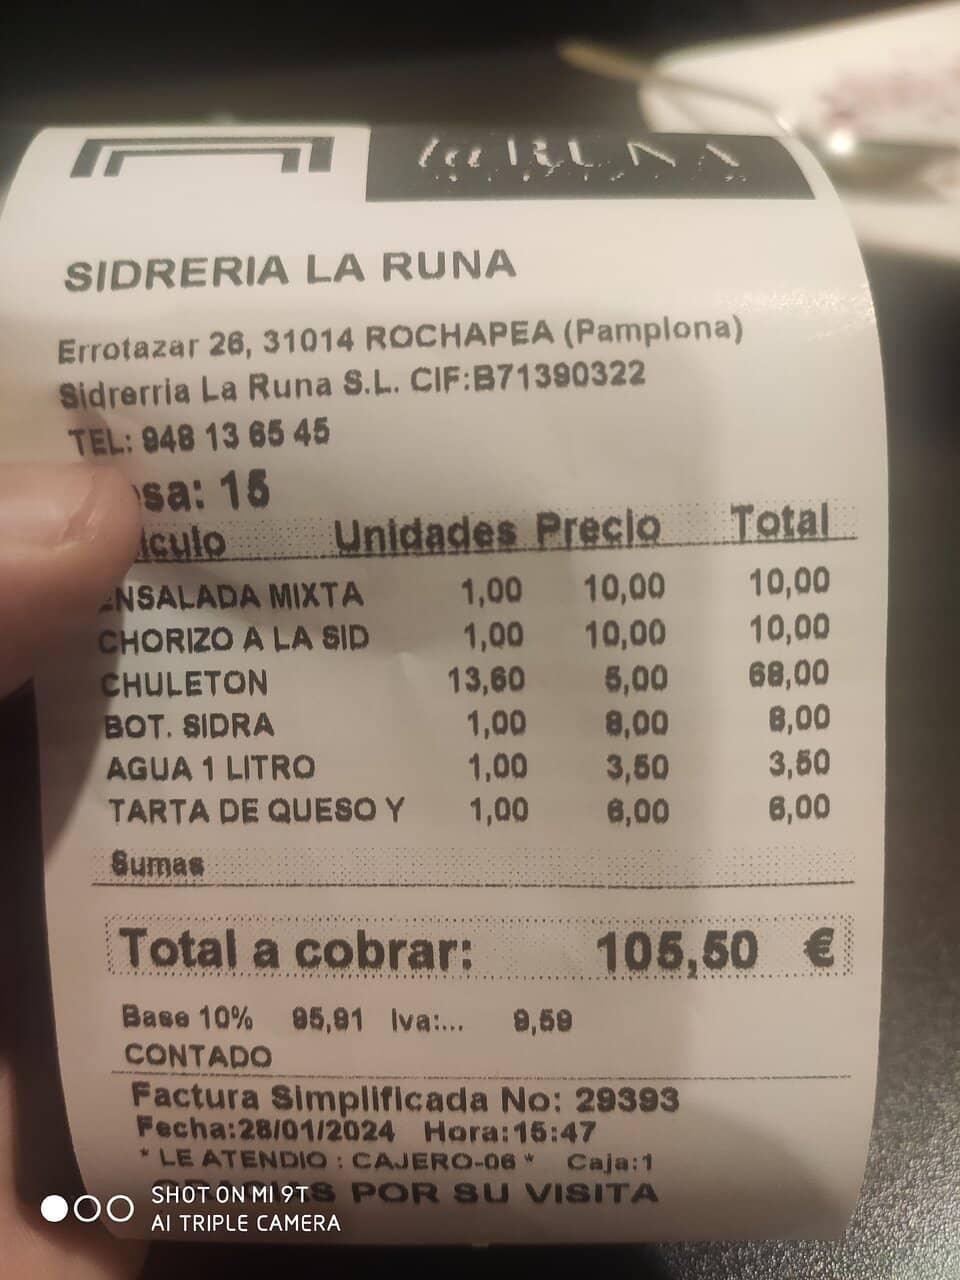 la RUNA
SIDRERIA LA RUNA
Errotazar 26, 31014 ROCHAPEA (Pamplona)
Sidrerria La Runa S.L. CIF:B71390322
TEL: 948 13 65 45
sa: 15
ículo Unidades Precio Total
ENSALADA MIXTA 1,00 10,00 10,00
CHORIZO A LA SID 1,00 10,00 10,00
CHULETON 13,60 5,00 68,00
BOT. SIDRA 1,00 8,00 8,00
AGUA 1 LITRO 1,00 3,50 3,50
TARTA DE QUESO Y 1,00 6,00 6,00
Sumas
Total a cobrar: 105,50 €
Base 10% 95,91 Iva:... 9,59
CONTADO
Factura Simplificada No: 29393
Fecha:28/01/2024 Hora:15:47
* LE ATENDIO : CAJERO-06 * Caja:1
GRACIAS POR SU VISITA
SHOT ON MI 9T
AI TRIPLE CAMERA